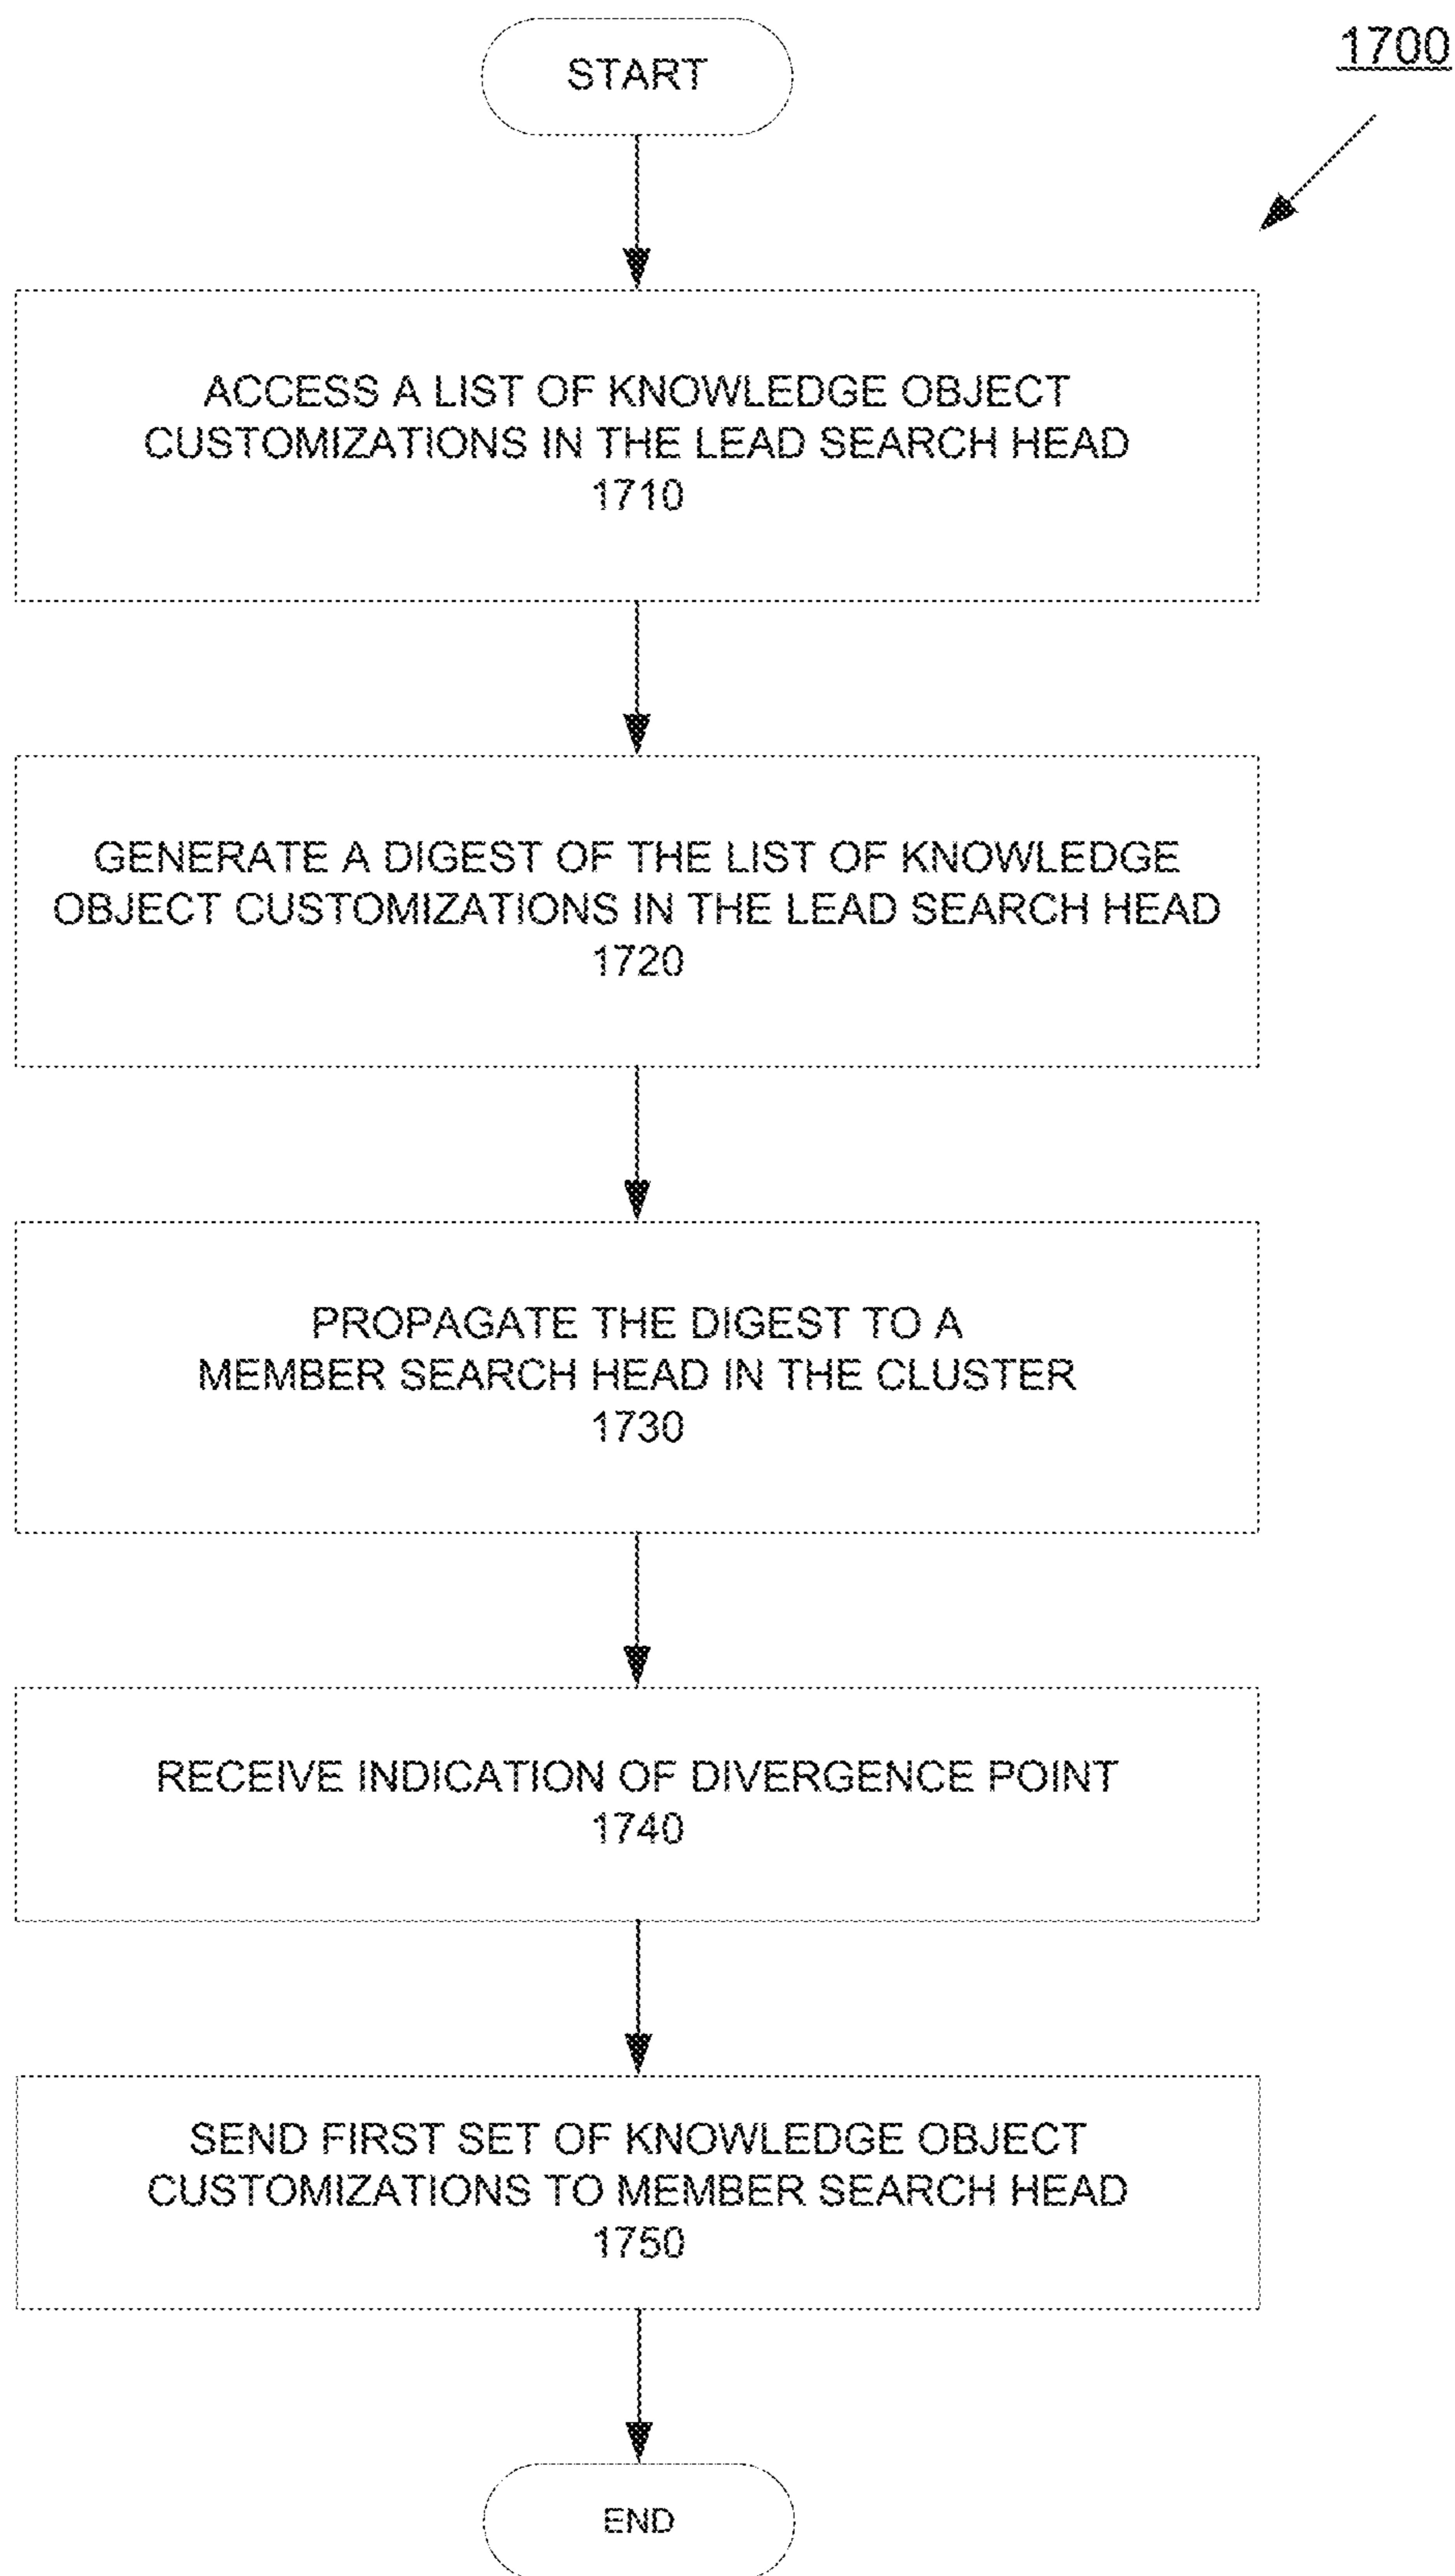 1700
START
ACCESS A LIST OF KNOWLEDGE OBJECT
CUSTOMIZATIONS IN THE LEAD SEARCH HEAD
1710
GENERATE A DIGEST OF THE LIST OF KNOWLEDGE
OBJECT CUSTOMIZATIONS IN THE LEAD SEARCH HEAD
1720
PROPAGATE THE DIGEST TO A
MEMBER SEARCH HEAD IN THE CLUSTER
1730
RECEIVE INDICATION OF DIVERGENCE POINT
1740
SEND FIRST SET OF KNOWLEDGE OBJECT
CUSTOMIZATIONS TO MEMBER SEARCH HEAD
1750
END